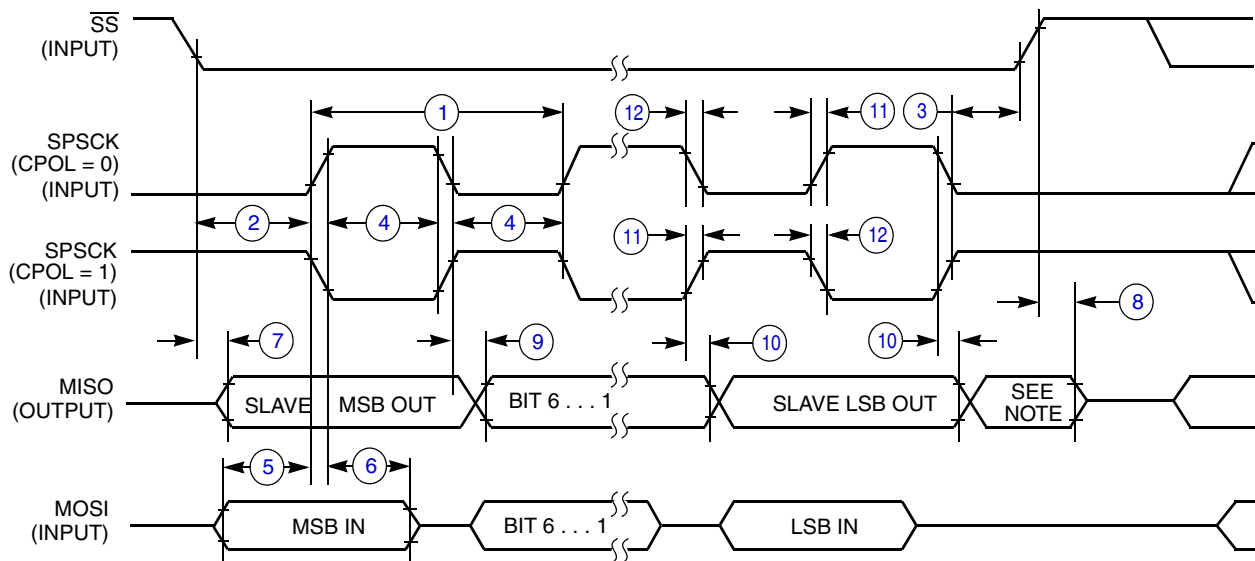 SS
(INPUT)
1
12
11
3
SPSCK
(CPOL = 0)
(INPUT)
2
4
4
11
12
SPSCK
(CPOL = 1)
(INPUT)
8
7
9
10
10
MISO
(OUTPUT)
SLAVE MSB OUT
BIT 6 . . . 1
SLAVE LSB OUT
SEE
NOTE
5
6
MOSI
(INPUT)
MSB IN
BIT 6 . . . 1
LSB IN